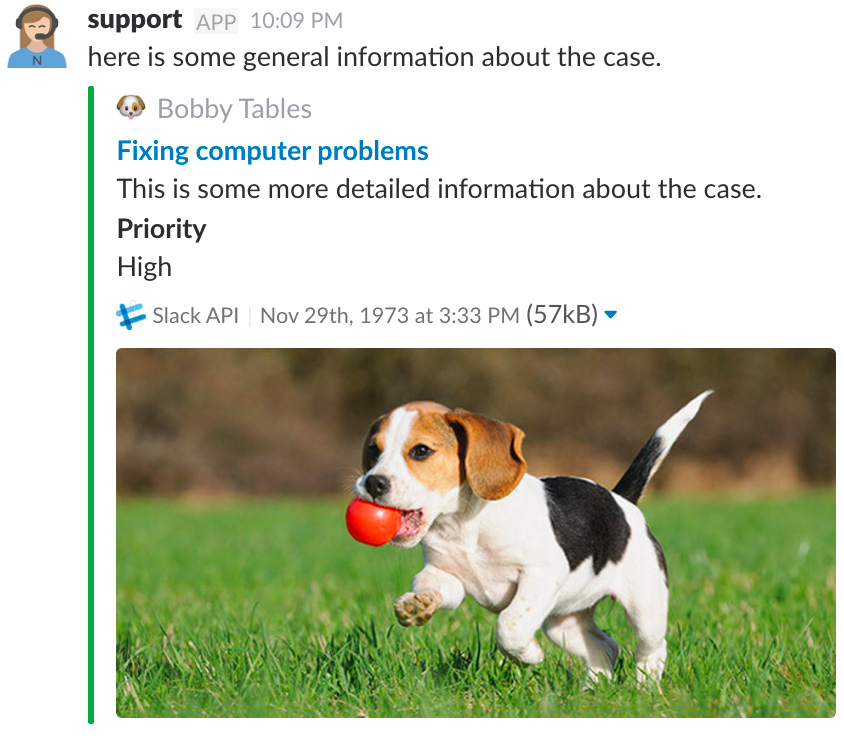 support APP 10:09 PM
here is some general information about the case.
Bobby Tables
Fixing computer problems
This is some more detailed information about the case.
Priority
High
Slack API | Nov 29th, 1973 at 3:33 PM (57kB)
N